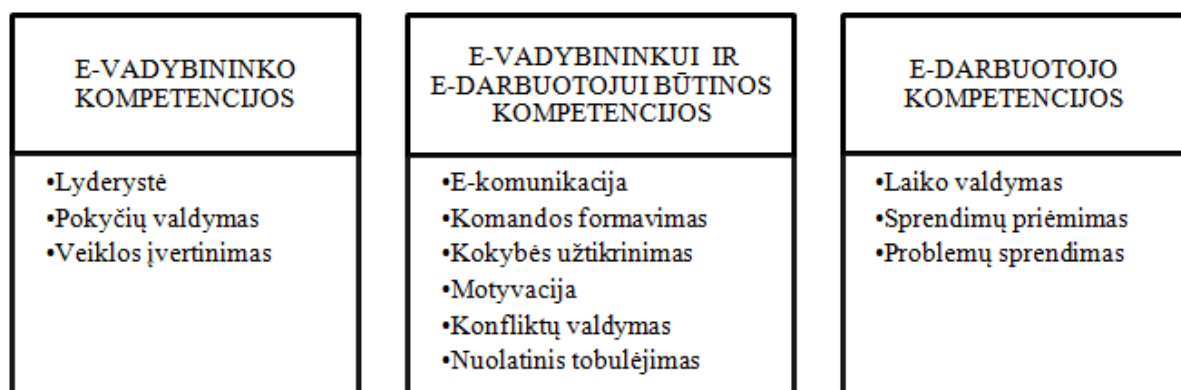 E-VADYBININKO
KOMPETENCIJOS
•Lyderystė
•Pokyčių valdymas
•Veiklos įvertinimas
E-VADYBININKUI IR
E-DARBUOTOJUI BŪTINOS
KOMPETENCIJOS
•E-komunikacija
•Komandos formavimas
•Kokybės užtikrinimas
•Motyvacija
•Konfliktų valdymas
•Nuolatinis tobulėjimas
E-DARBUOTOJO
KOMPETENCIJOS
•Laiko valdymas
•Sprendimų priėmimas
•Problemų sprendimas